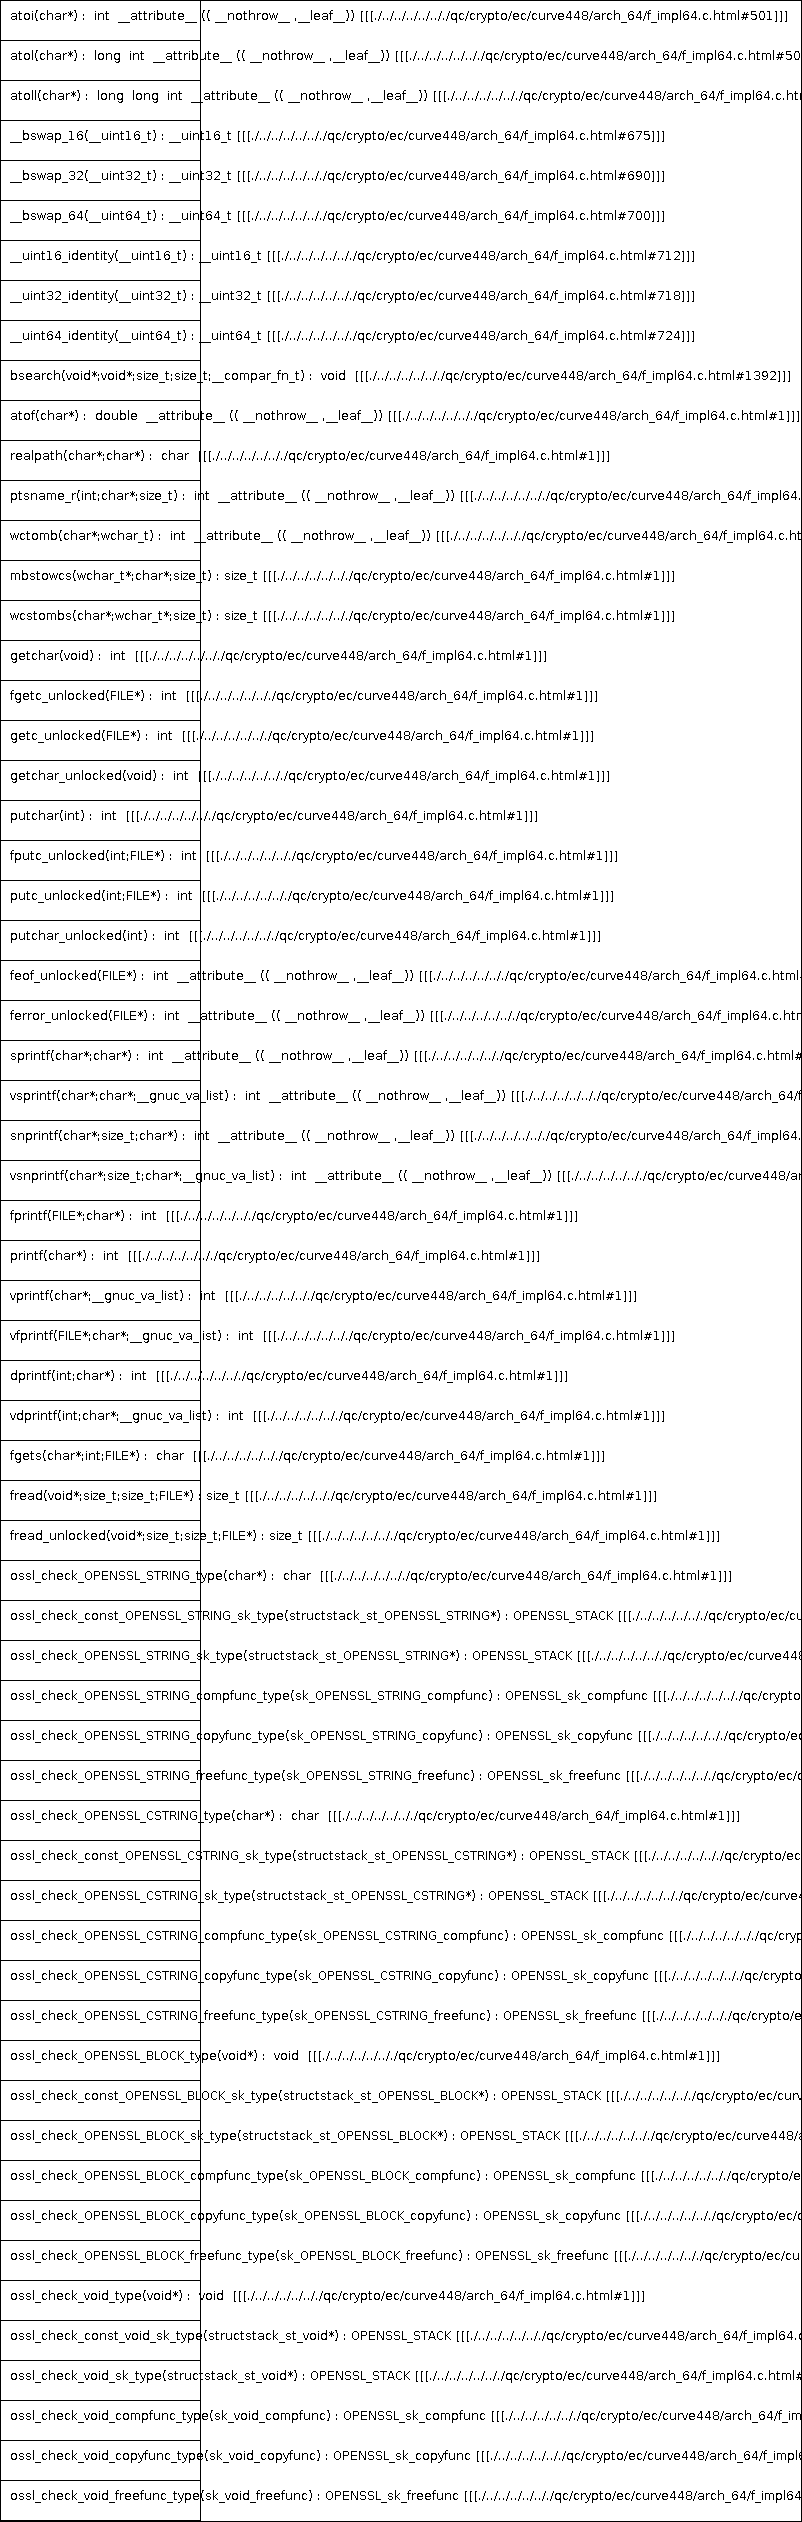 atoi(char*) :  int  __attribute__ (( __nothrow__ ,__leaf__)) [[[./../../../../../qc/crypto/ec/curve448/arch_64/f_impl64.c.html#501]]]
atol(char*) :  long  int  __attribute__ (( __nothrow__ ,__leaf__)) [[[./../../../../../qc/crypto/ec/curve448/arch_64/f_impl64.c.html#50
atoll(char*) :  long  long  int  __attribute__ (( __nothrow__ ,__leaf__)) [[[./../../../../../qc/crypto/ec/curve448/arch_64/f_impl64.c.htm
__bswap_16(__uint16_t) : __uint16_t [[[./../../../../../qc/crypto/ec/curve448/arch_64/f_impl64.c.html#675]]]
__bswap_32(__uint32_t) : __uint32_t [[[./../../../../../qc/crypto/ec/curve448/arch_64/f_impl64.c.html#690]]]
__bswap_64(__uint64_t) : __uint64_t [[[./../../../../../qc/crypto/ec/curve448/arch_64/f_impl64.c.html#700]]]
__uint16_identity(__uint16_t) : __uint16_t [[[./../../../../../qc/crypto/ec/curve448/arch_64/f_impl64.c.html#712]]]
__uint32_identity(__uint32_t) : __uint32_t [[[./../../../../../qc/crypto/ec/curve448/arch_64/f_impl64.c.html#718]]]
__uint64_identity(__uint64_t) : __uint64_t [[[./../../../../../qc/crypto/ec/curve448/arch_64/f_impl64.c.html#724]]]
bsearch(void*;void*;size_t;size_t;__compar_fn_t) :  void  [[[./../../../../../qc/crypto/ec/curve448/arch_64/f_impl64.c.html#1392]]]
atof(char*) :  double  __attribute__ (( __nothrow__ ,__leaf__)) [[[./../../../../../qc/crypto/ec/curve448/arch_64/f_impl64.c.html#1]]]
realpath(char*;char*) :  char  [[[./../../../../../qc/crypto/ec/curve448/arch_64/f_impl64.c.html#1]]]
ptsname_r(int;char*;size_t) :  int  __attribute__ (( __nothrow__ ,__leaf__)) [[[./../../../../../qc/crypto/ec/curve448/arch_64/f_impl64.
wctomb(char*;wchar_t) :  int  __attribute__ (( __nothrow__ ,__leaf__)) [[[./../../../../../qc/crypto/ec/curve448/arch_64/f_impl64.c.ht
mbstowcs(wchar_t*;char*;size_t) : size_t [[[./../../../../../qc/crypto/ec/curve448/arch_64/f_impl64.c.html#1]]]
wcstombs(char*;wchar_t*;size_t) : size_t [[[./../../../../../qc/crypto/ec/curve448/arch_64/f_impl64.c.html#1]]]
getchar(void) :  int  [[[./../../../../../qc/crypto/ec/curve448/arch_64/f_impl64.c.html#1]]]
fgetc_unlocked(FILE*) :  int  [[[./../../../../../qc/crypto/ec/curve448/arch_64/f_impl64.c.html#1]]]
getc_unlocked(FILE*) :  int  [[[./../../../../../qc/crypto/ec/curve448/arch_64/f_impl64.c.html#1]]]
getchar_unlocked(void) :  int  [[[./../../../../../qc/crypto/ec/curve448/arch_64/f_impl64.c.html#1]]]
putchar(int) :  int  [[[./../../../../../qc/crypto/ec/curve448/arch_64/f_impl64.c.html#1]]]
fputc_unlocked(int;FILE*) :  int  [[[./../../../../../qc/crypto/ec/curve448/arch_64/f_impl64.c.html#1]]]
putc_unlocked(int;FILE*) :  int  [[[./../../../../../qc/crypto/ec/curve448/arch_64/f_impl64.c.html#1]]]
putchar_unlocked(int) :  int  [[[./../../../../../qc/crypto/ec/curve448/arch_64/f_impl64.c.html#1]]]
feof_unlocked(FILE*) :  int  __attribute__ (( __nothrow__ ,__leaf__)) [[[./../../../../../qc/crypto/ec/curve448/arch_64/f_impl64.c.html
ferror_unlocked(FILE*) :  int  __attribute__ (( __nothrow__ ,__leaf__)) [[[./../../../../../qc/crypto/ec/curve448/arch_64/f_impl64.c.htm
sprintf(char*;char*) :  int  __attribute__ (( __nothrow__ ,__leaf__)) [[[./../../../../../qc/crypto/ec/curve448/arch_64/f_impl64.c.html#
vsprintf(char*;char*;__gnuc_va_list) :  int  __attribute__ (( __nothrow__ ,__leaf__)) [[[./../../../../../qc/crypto/ec/curve448/arch_64/f
snprintf(char*;size_t;char*) :  int  __attribute__ (( __nothrow__ ,__leaf__)) [[[./../../../../../qc/crypto/ec/curve448/arch_64/f_impl64.
vsnprintf(char*;size_t;char*;__gnuc_va_list) :  int  __attribute__ (( __nothrow__ ,__leaf__)) [[[./../../../../../qc/crypto/ec/curve448/ar
fprintf(FILE*;char*) :  int  [[[./../../../../../qc/crypto/ec/curve448/arch_64/f_impl64.c.html#1]]]
printf(char*) :  int  [[[./../../../../../qc/crypto/ec/curve448/arch_64/f_impl64.c.html#1]]]
vprintf(char*;__gnuc_va_list) :  int  [[[./../../../../../qc/crypto/ec/curve448/arch_64/f_impl64.c.html#1]]]
vfprintf(FILE*;char*;__gnuc_va_list) :  int  [[[./../../../../../qc/crypto/ec/curve448/arch_64/f_impl64.c.html#1]]]
dprintf(int;char*) :  int  [[[./../../../../../qc/crypto/ec/curve448/arch_64/f_impl64.c.html#1]]]
vdprintf(int;char*;__gnuc_va_list) :  int  [[[./../../../../../qc/crypto/ec/curve448/arch_64/f_impl64.c.html#1]]]
fgets(char*;int;FILE*) :  char  [[[./../../../../../qc/crypto/ec/curve448/arch_64/f_impl64.c.html#1]]]
fread(void*;size_t;size_t;FILE*) : size_t [[[./../../../../../qc/crypto/ec/curve448/arch_64/f_impl64.c.html#1]]]
fread_unlocked(void*;size_t;size_t;FILE*) : size_t [[[./../../../../../qc/crypto/ec/curve448/arch_64/f_impl64.c.html#1]]]
ossl_check_OPENSSL_STRING_type(char*) :  char  [[[./../../../../../qc/crypto/ec/curve448/arch_64/f_impl64.c.html#1]]]
ossl_check_const_OPENSSL_STRING_sk_type(structstack_st_OPENSSL_STRING*) : OPENSSL_STACK [[[./../../../../../qc/crypto/ec/cu
ossl_check_OPENSSL_STRING_sk_type(structstack_st_OPENSSL_STRING*) : OPENSSL_STACK [[[./../../../../../qc/crypto/ec/curve448
ossl_check_OPENSSL_STRING_compfunc_type(sk_OPENSSL_STRING_compfunc) : OPENSSL_sk_compfunc [[[./../../../../../qc/crypto
ossl_check_OPENSSL_STRING_copyfunc_type(sk_OPENSSL_STRING_copyfunc) : OPENSSL_sk_copyfunc [[[./../../../../../qc/crypto/ec
ossl_check_OPENSSL_STRING_freefunc_type(sk_OPENSSL_STRING_freefunc) : OPENSSL_sk_freefunc [[[./../../../../../qc/crypto/ec/c
ossl_check_OPENSSL_CSTRING_type(char*) :  char  [[[./../../../../../qc/crypto/ec/curve448/arch_64/f_impl64.c.html#1]]]
ossl_check_const_OPENSSL_CSTRING_sk_type(structstack_st_OPENSSL_CSTRING*) : OPENSSL_STACK [[[./../../../../../qc/crypto/ec
ossl_check_OPENSSL_CSTRING_sk_type(structstack_st_OPENSSL_CSTRING*) : OPENSSL_STACK [[[./../../../../../qc/crypto/ec/curve4
ossl_check_OPENSSL_CSTRING_compfunc_type(sk_OPENSSL_CSTRING_compfunc) : OPENSSL_sk_compfunc [[[./../../../../../qc/cryp
ossl_check_OPENSSL_CSTRING_copyfunc_type(sk_OPENSSL_CSTRING_copyfunc) : OPENSSL_sk_copyfunc [[[./../../../../../qc/crypto
ossl_check_OPENSSL_CSTRING_freefunc_type(sk_OPENSSL_CSTRING_freefunc) : OPENSSL_sk_freefunc [[[./../../../../../qc/crypto/e
ossl_check_OPENSSL_BLOCK_type(void*) :  void  [[[./../../../../../qc/crypto/ec/curve448/arch_64/f_impl64.c.html#1]]]
ossl_check_const_OPENSSL_BLOCK_sk_type(structstack_st_OPENSSL_BLOCK*) : OPENSSL_STACK [[[./../../../../../qc/crypto/ec/curv
ossl_check_OPENSSL_BLOCK_sk_type(structstack_st_OPENSSL_BLOCK*) : OPENSSL_STACK [[[./../../../../../qc/crypto/ec/curve448/a
ossl_check_OPENSSL_BLOCK_compfunc_type(sk_OPENSSL_BLOCK_compfunc) : OPENSSL_sk_compfunc [[[./../../../../../qc/crypto/e
ossl_check_OPENSSL_BLOCK_copyfunc_type(sk_OPENSSL_BLOCK_copyfunc) : OPENSSL_sk_copyfunc [[[./../../../../../qc/crypto/ec/c
ossl_check_OPENSSL_BLOCK_freefunc_type(sk_OPENSSL_BLOCK_freefunc) : OPENSSL_sk_freefunc [[[./../../../../../qc/crypto/ec/cu
ossl_check_void_type(void*) :  void  [[[./../../../../../qc/crypto/ec/curve448/arch_64/f_impl64.c.html#1]]]
ossl_check_const_void_sk_type(structstack_st_void*) : OPENSSL_STACK [[[./../../../../../qc/crypto/ec/curve448/arch_64/f_impl64.c
ossl_check_void_sk_type(structstack_st_void*) : OPENSSL_STACK [[[./../../../../../qc/crypto/ec/curve448/arch_64/f_impl64.c.html#
ossl_check_void_compfunc_type(sk_void_compfunc) : OPENSSL_sk_compfunc [[[./../../../../../qc/crypto/ec/curve448/arch_64/f_im
ossl_check_void_copyfunc_type(sk_void_copyfunc) : OPENSSL_sk_copyfunc [[[./../../../../../qc/crypto/ec/curve448/arch_64/f_impl6
ossl_check_void_freefunc_type(sk_void_freefunc) : OPENSSL_sk_freefunc [[[./../../../../../qc/crypto/ec/curve448/arch_64/f_impl64